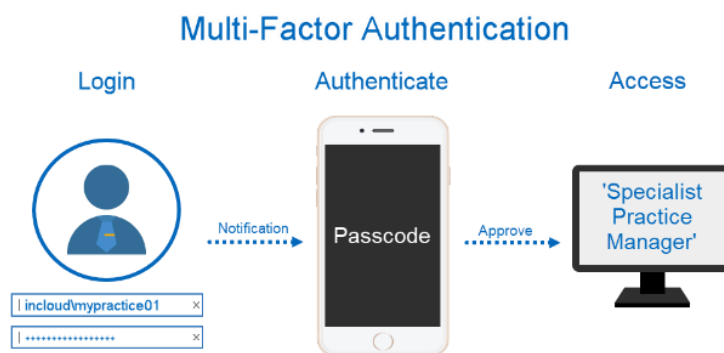 Multi-Factor Authentication
Login
Authenticate
Access
Notification
Passcode
Approve
'Specialist
Practice
Manager'
incloud\mypractice01 ×
+++++++++++++++++ ×